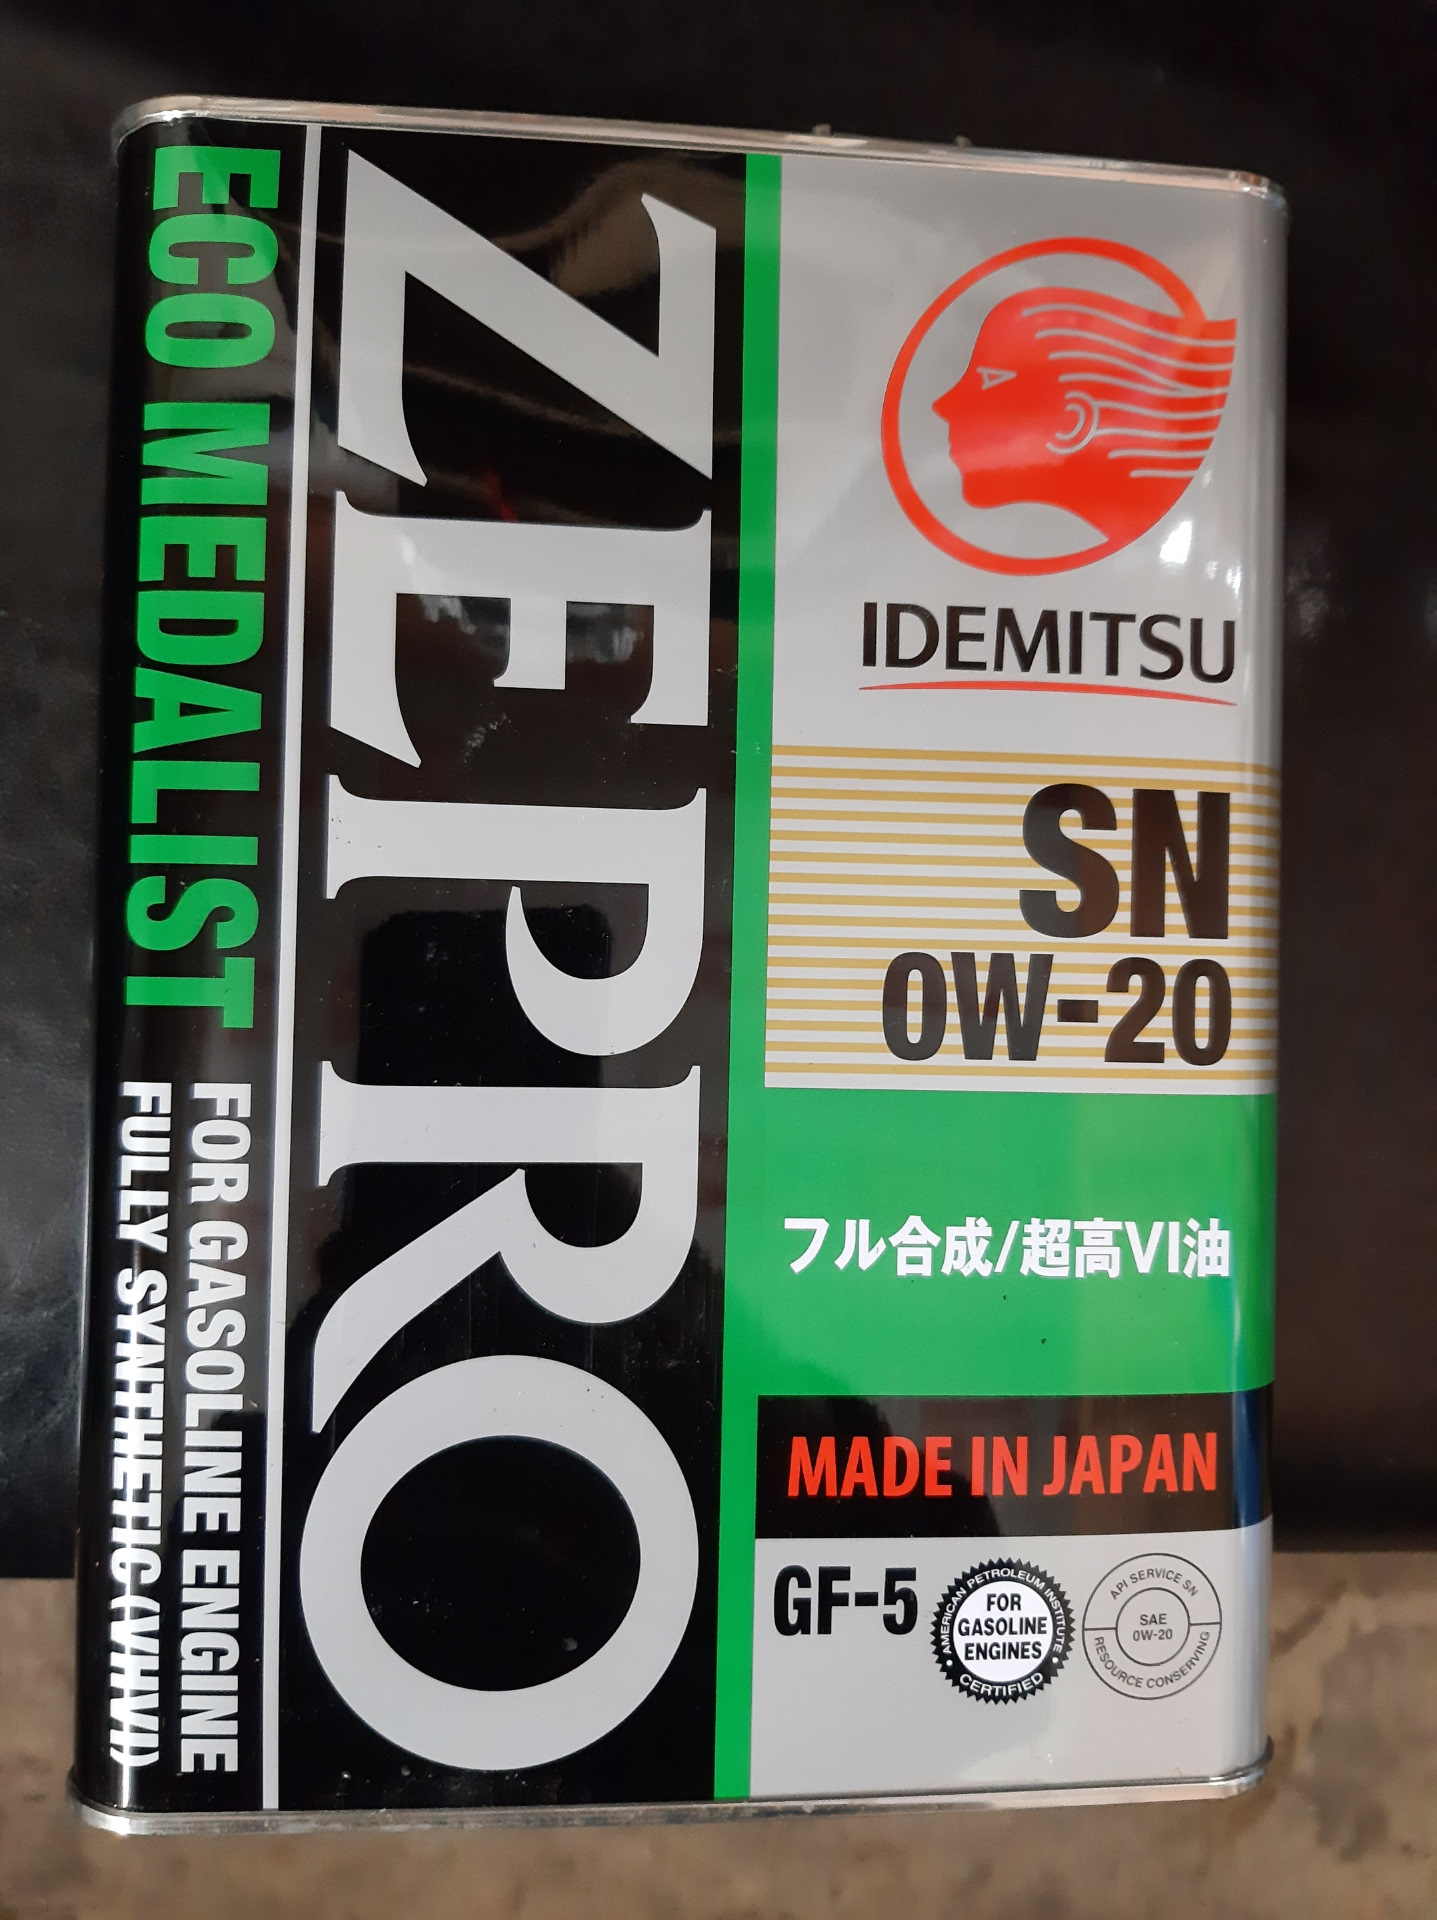 ECO MEDALIST
FOR GASOLINE ENGINE
FULLY SYNTHETIC(VHVI)
ZEPRO
IDEMITSU
SN
0W-20
フル合成/超高VI油
MADE IN JAPAN
GF-5
AMERICAN PETROLEUM INSTITUTE
FOR
GASOLINE
ENGINES
CERTIFIED
API SERVICE SN
SAE
0W-20
RESOURCE CONSERVING